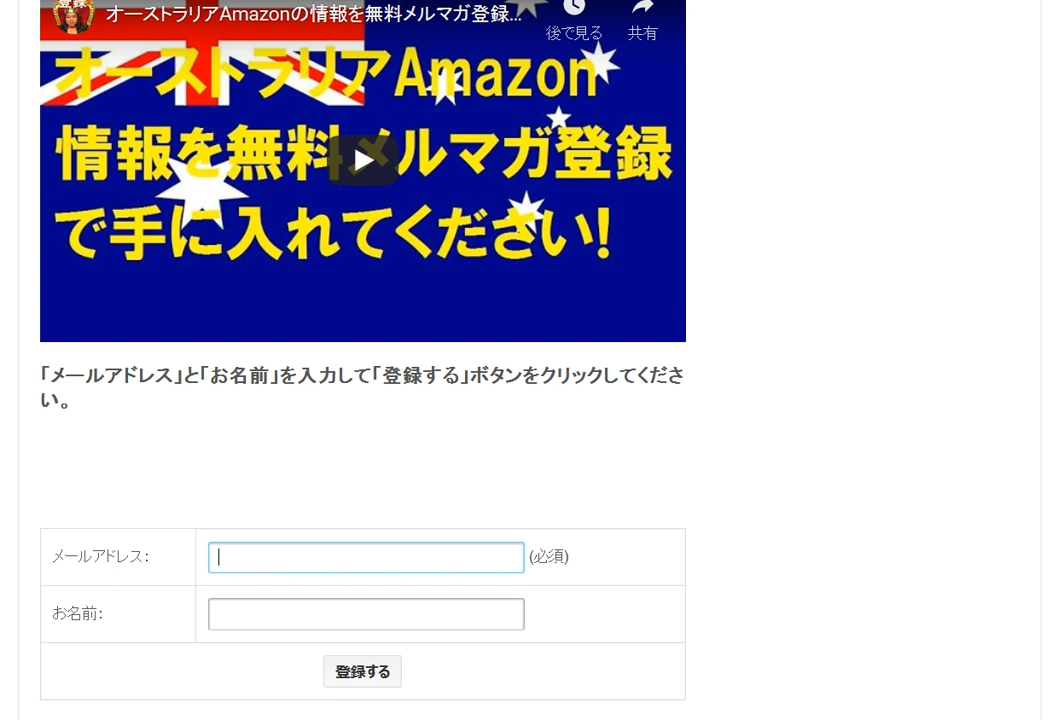 登録
オーストラリアAmazonの情報を無料メルマガ登録...
後で見る
共有
オーストラリアAmazon
情報を無料メルマガ登録
で手に入れてください!
「メールアドレス」と「お名前」を入力して「登録する」ボタンをクリックしてくださ
い。
メールアドレス:
(必須)
お名前:
登録する